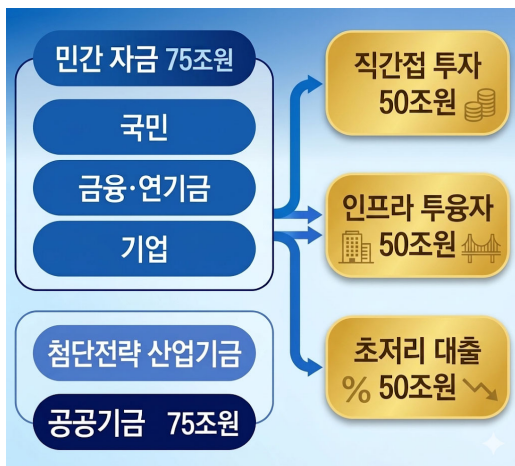 민간 자금 75조원
국민
금융·연기금
기업
첨단전략 산업기금
공공기금 75조원
직간접 투자
50조원
인프라 투융자
50조원
초저리 대출
% 50조원